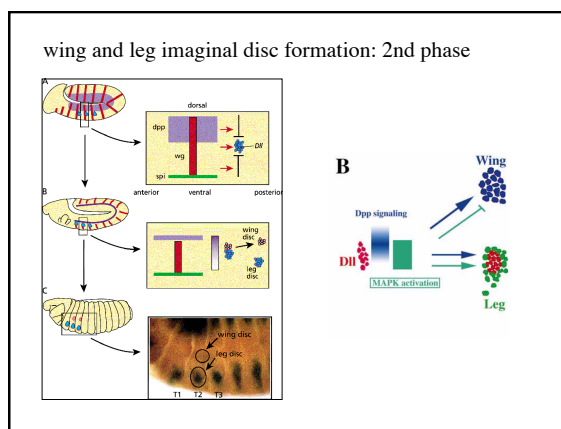 wing and leg imaginal disc formation: 2nd phase
A
dorsal
dpp
Dll
wg
spi
anterior ventral posterior
B
wing
disc
leg
disc
C
wing disc
leg disc
T1 T2 T3
B
Wing
Dpp signaling
Dll
MAPK activation
Leg